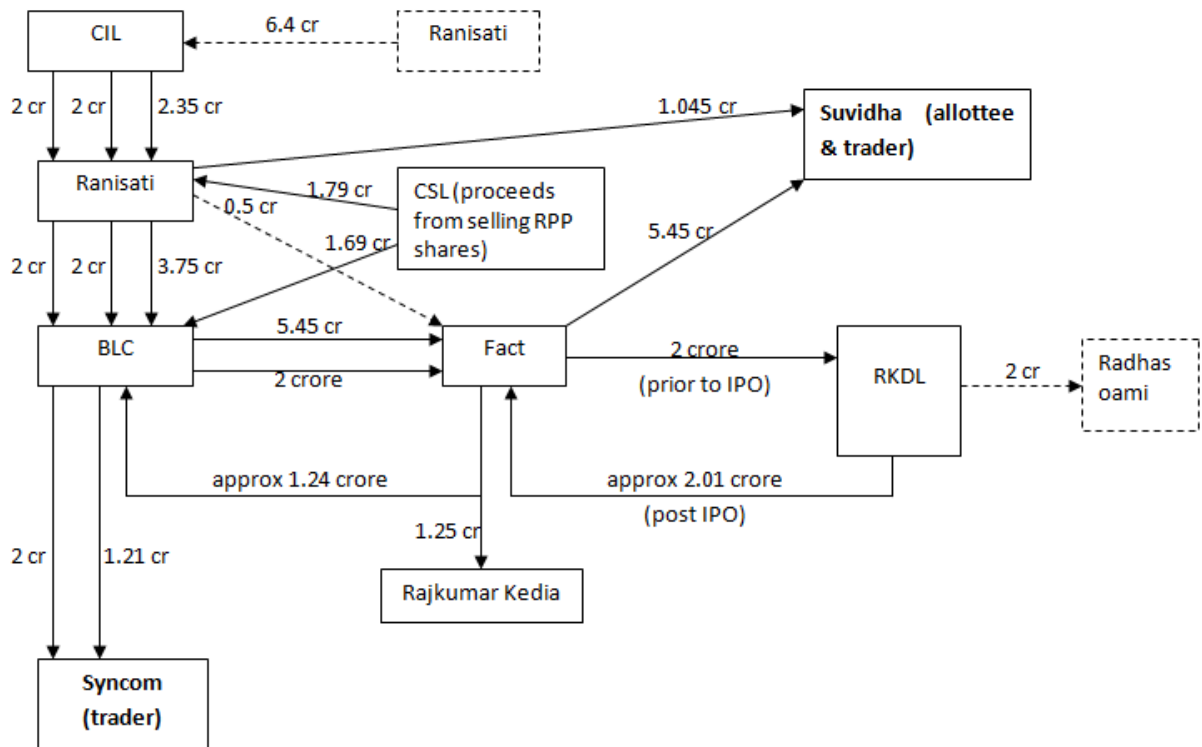 CIL
6.4 cr
Ranisati
2 cr
2 cr
2.35 cr
1.045 cr
Suvidha (allottee
& trader)
Ranisati
1.79 cr
CSL (proceeds
from selling RPP
shares)
0.5 cr
1.69 cr
5.45 cr
2 cr
2 cr
3.75 cr
BLC
5.45 cr
2 crore
Fact
2 crore
(prior to IPO)
RKDL
2 cr
Radhas
oami
approx 1.24 crore
approx 2.01 crore
(post IPO)
1.25 cr
2 cr
1.21 cr
Rajkumar Kedia
Syncom
(trader)